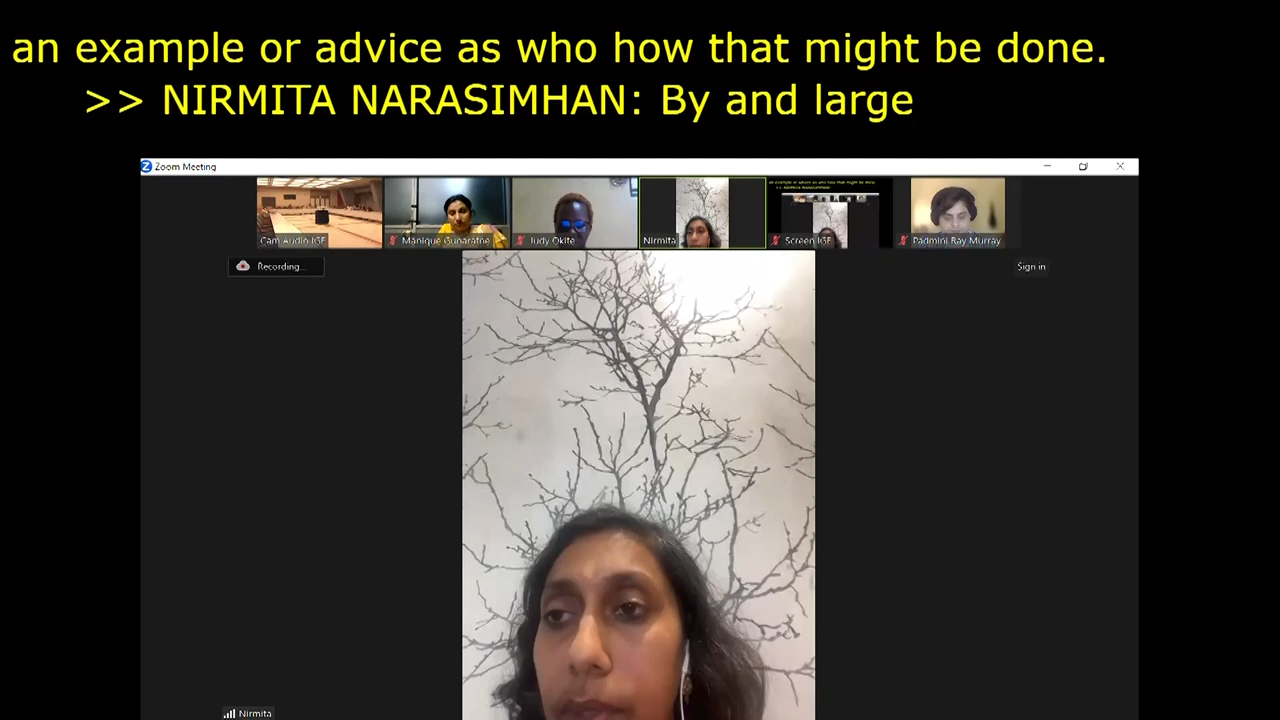 an example or advice as who how that might be done.
>> NIRMITA NARASIMHAN: By and large
Zoom Meeting
Cam Audio IGF
Manique Gunaratne
Judy Okite
Nirmita
Screen IGF
Padmini Ray Murray
Recording...
Sign in
Nirmita